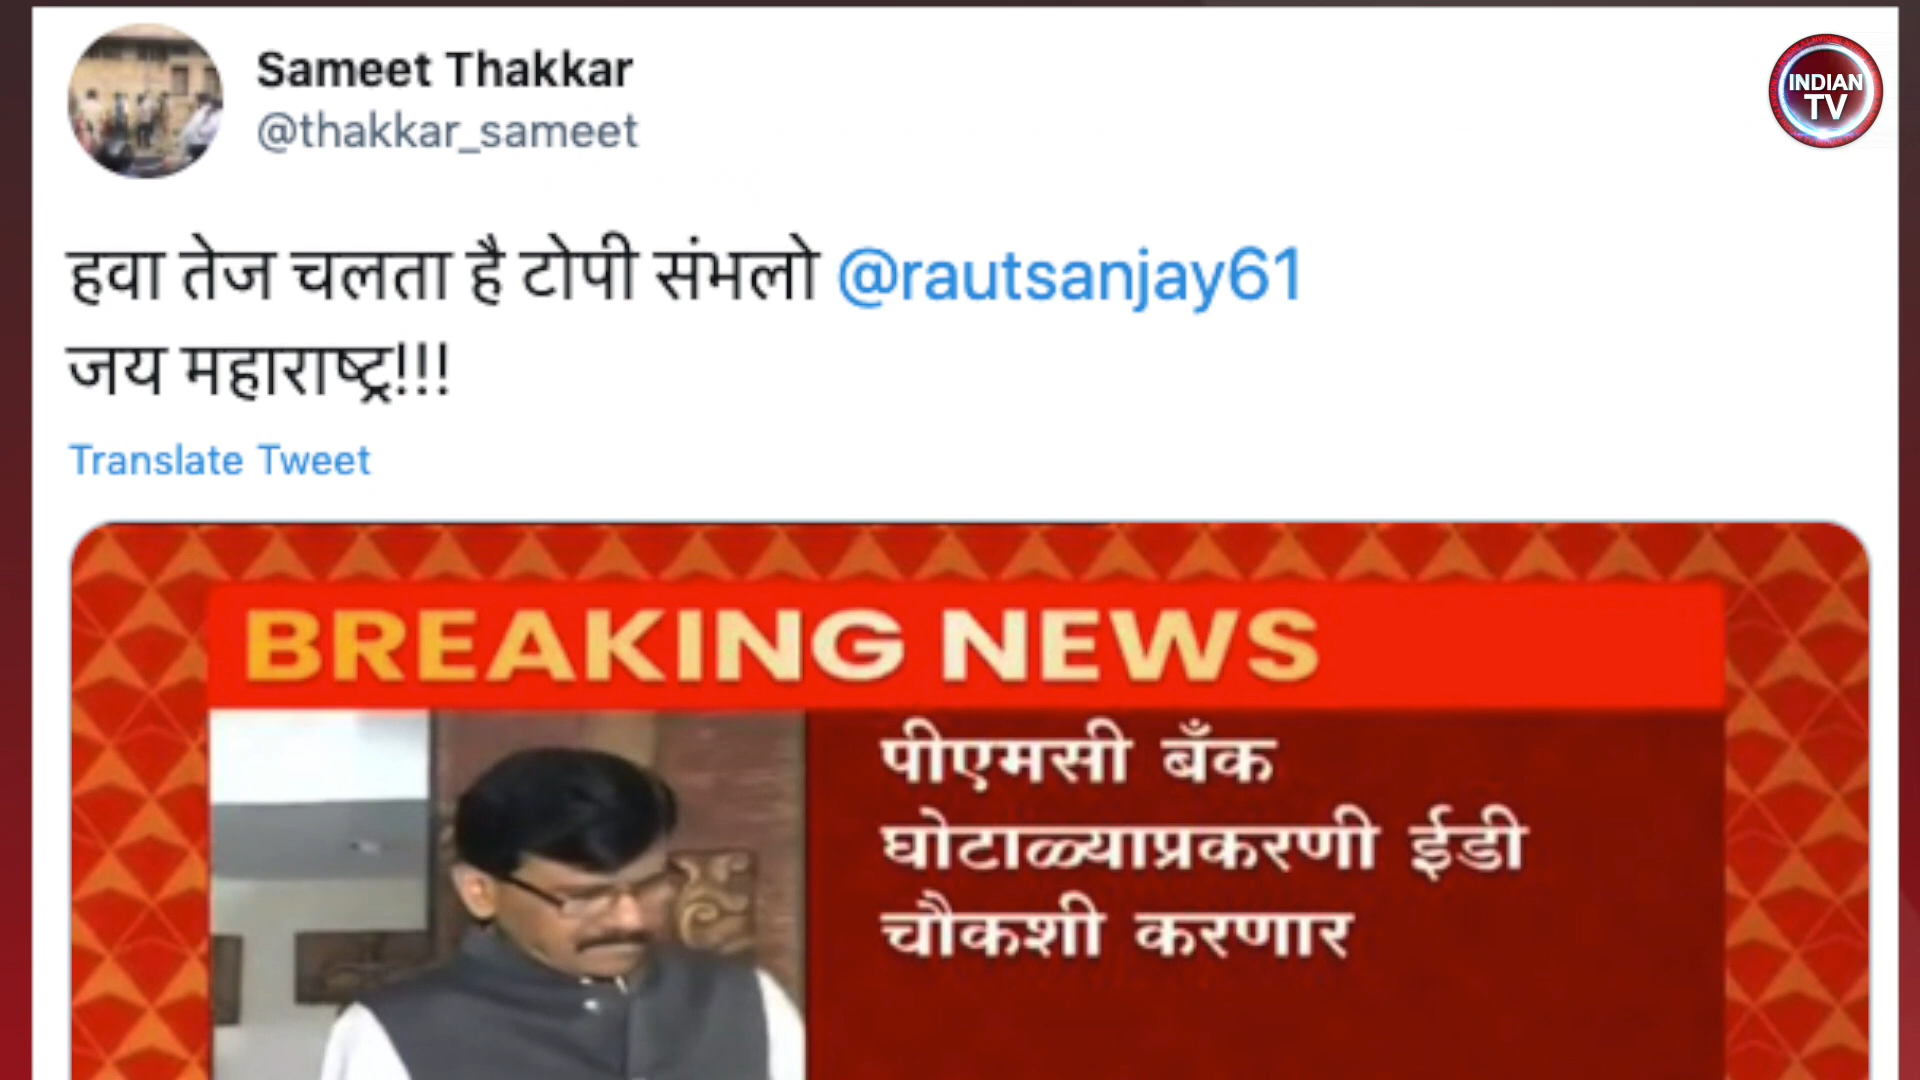 Sameet Thakkar
@thakkar_sameet
INDIAN
TV
हवा तेज चलता है टोपी संभलो @rautsanjay61
जय महाराष्ट्र!!!
Translate Tweet
BREAKING NEWS
पीएमसी बँक
घोटाळ्याप्रकरणी ईडी
चौकशी करणार